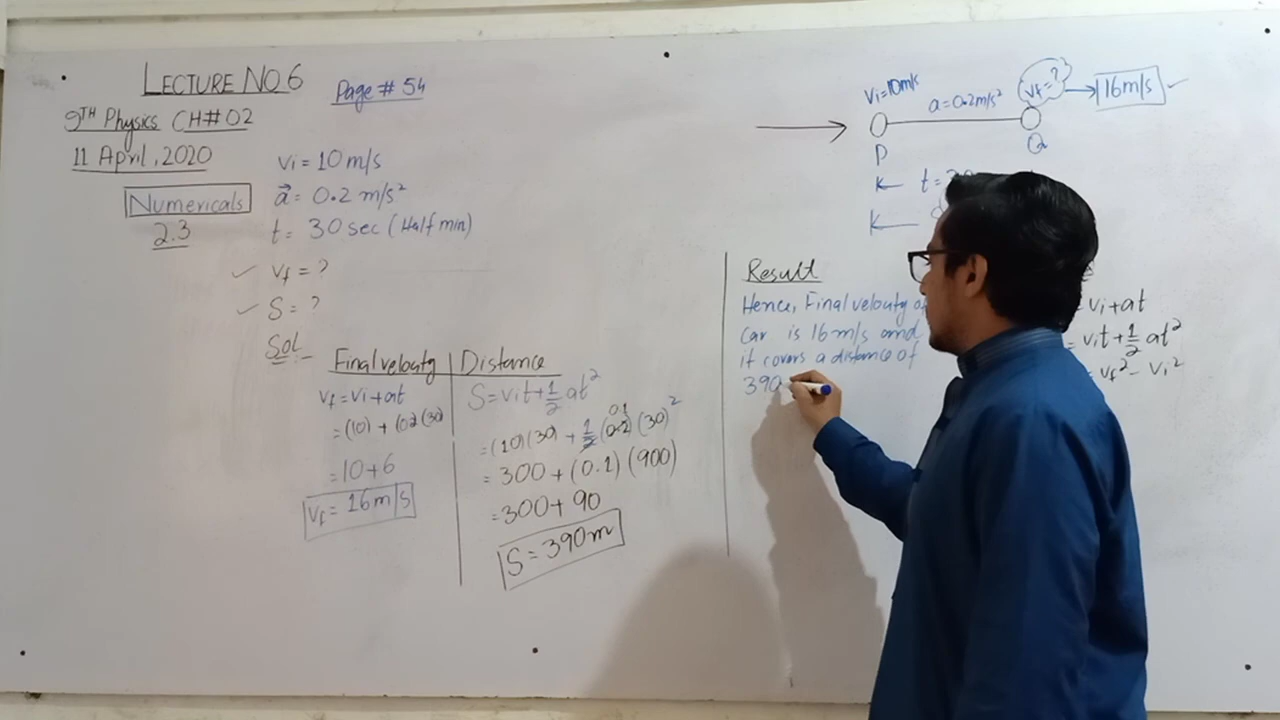 LECTURE NO 6
Page # 54
9TH Physics CH#02
11 April, 2020
Numericals
2.3
vi = 10 m/s
a⃗ = 0.2 m/s²
t = 30 sec (Half min)
vf = ?
S = ?
Sol:-
Final velocity
vf = vi + at
= (10) + (0.2)(30)
= 10 + 6
vf = 16 m/s
Distance
S = vit + 1/2 at²
= (10)(30) + 1/2 (0.2) (30)²
0.1
= 300 + (0.1) (900)
= 300 + 90
S = 390 m
Vi = 10 m/s
a = 0.2 m/s²
vf = ?
16 m/s
P
Q
t =
Result
Hence, Final velocity
car is 16 m/s and
it covers a distance of
390
vi + at
= vit + 1/2 at²
= vf² - vi²